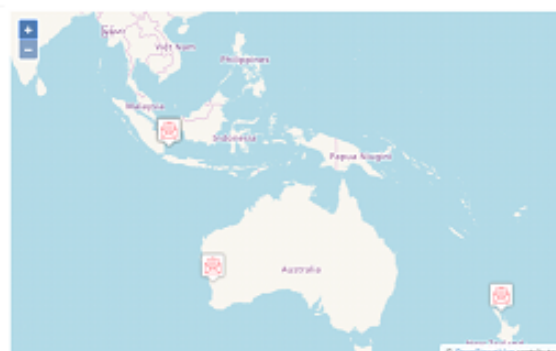 +
−
Việt Nam
Philippines
Malaysia
Indonesia
Papua Niugini
Australia